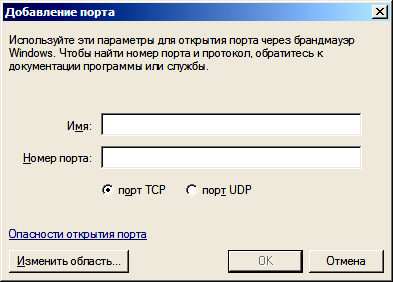 Добавление порта
Используйте эти параметры для открытия порта через брандмауэр
Windows. Чтобы найти номер порта и протокол, обратитесь к
документации программы или службы.
Имя:
Номер порта:
порт TCP порт UDP
Опасности открытия порта
Изменить область... OK Отмена